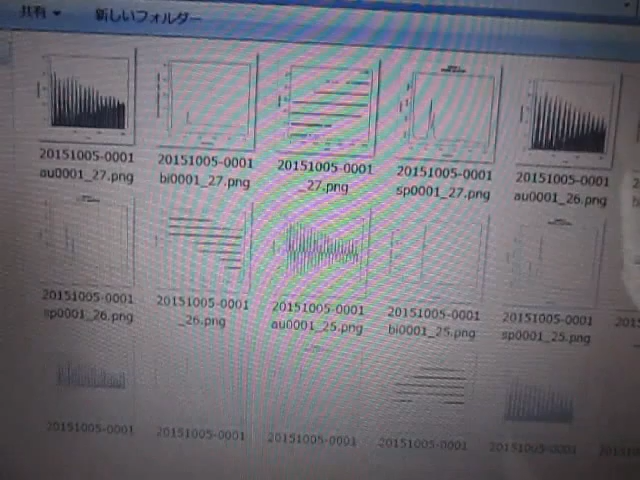 共有 新しいフォルダー
20151005-0001 20151005-0001 20151005-0001 20151005-0001 20151005-0001
au0001_27.png bi0001_27.png _27.png sp0001_27.png au0001_26.png
20151005-0001 20151005-0001 20151005-0001 20151005-0001 20151005-0001
sp0001_26.png _26.png au0001_25.png bi0001_25.png sp0001_25.png
20151005-0001 20151005-0001 20151005-0001 20151005-0001 20151005-0001